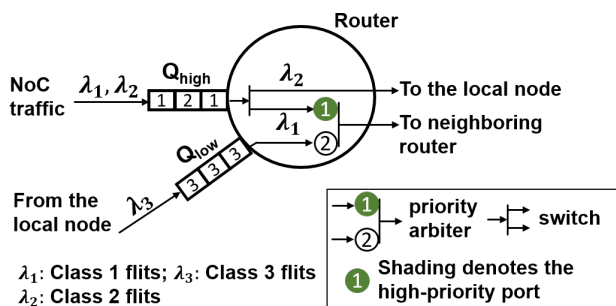 Router
NoC
traffic
λ₁, λ₂
Q_high
1 2 1
λ₂
To the local node
1
λ₁
2
To neighboring
router
Q_low
3 3 3
From the
local node
λ₃
1
2
priority
arbiter
switch
1 Shading denotes the
high-priority port
λ₁: Class 1 flits; λ₃: Class 3 flits
λ₂: Class 2 flits